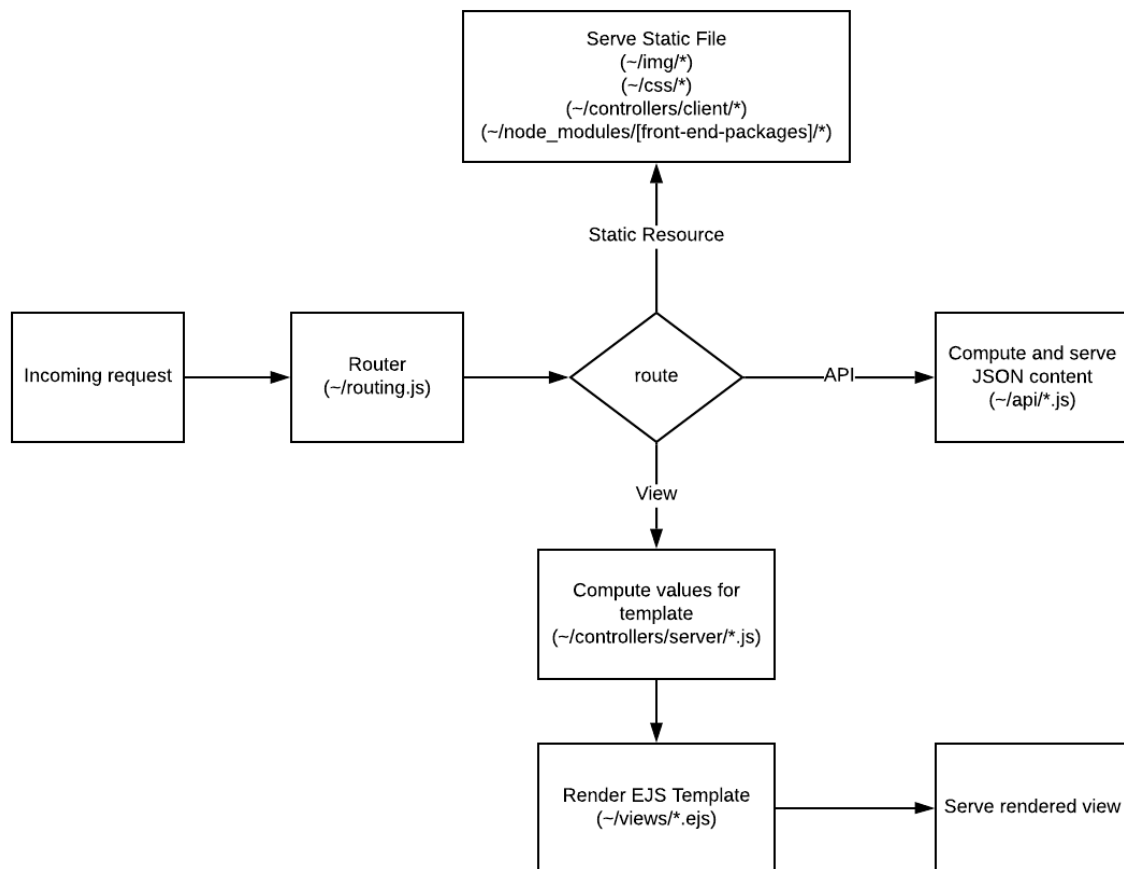 Serve Static File
(~/img/*)
(~/css/*)
(~/controllers/client/*)
(~/node_modules/[front-end-packages]/*)
Static Resource
Incoming request
Router
(~/routing.js)
route
API
Compute and serve
JSON content
(~/api/*.js)
View
Compute values for
template
(~/controllers/server/*.js)
Render EJS Template
(~/views/*.ejs)
Serve rendered view